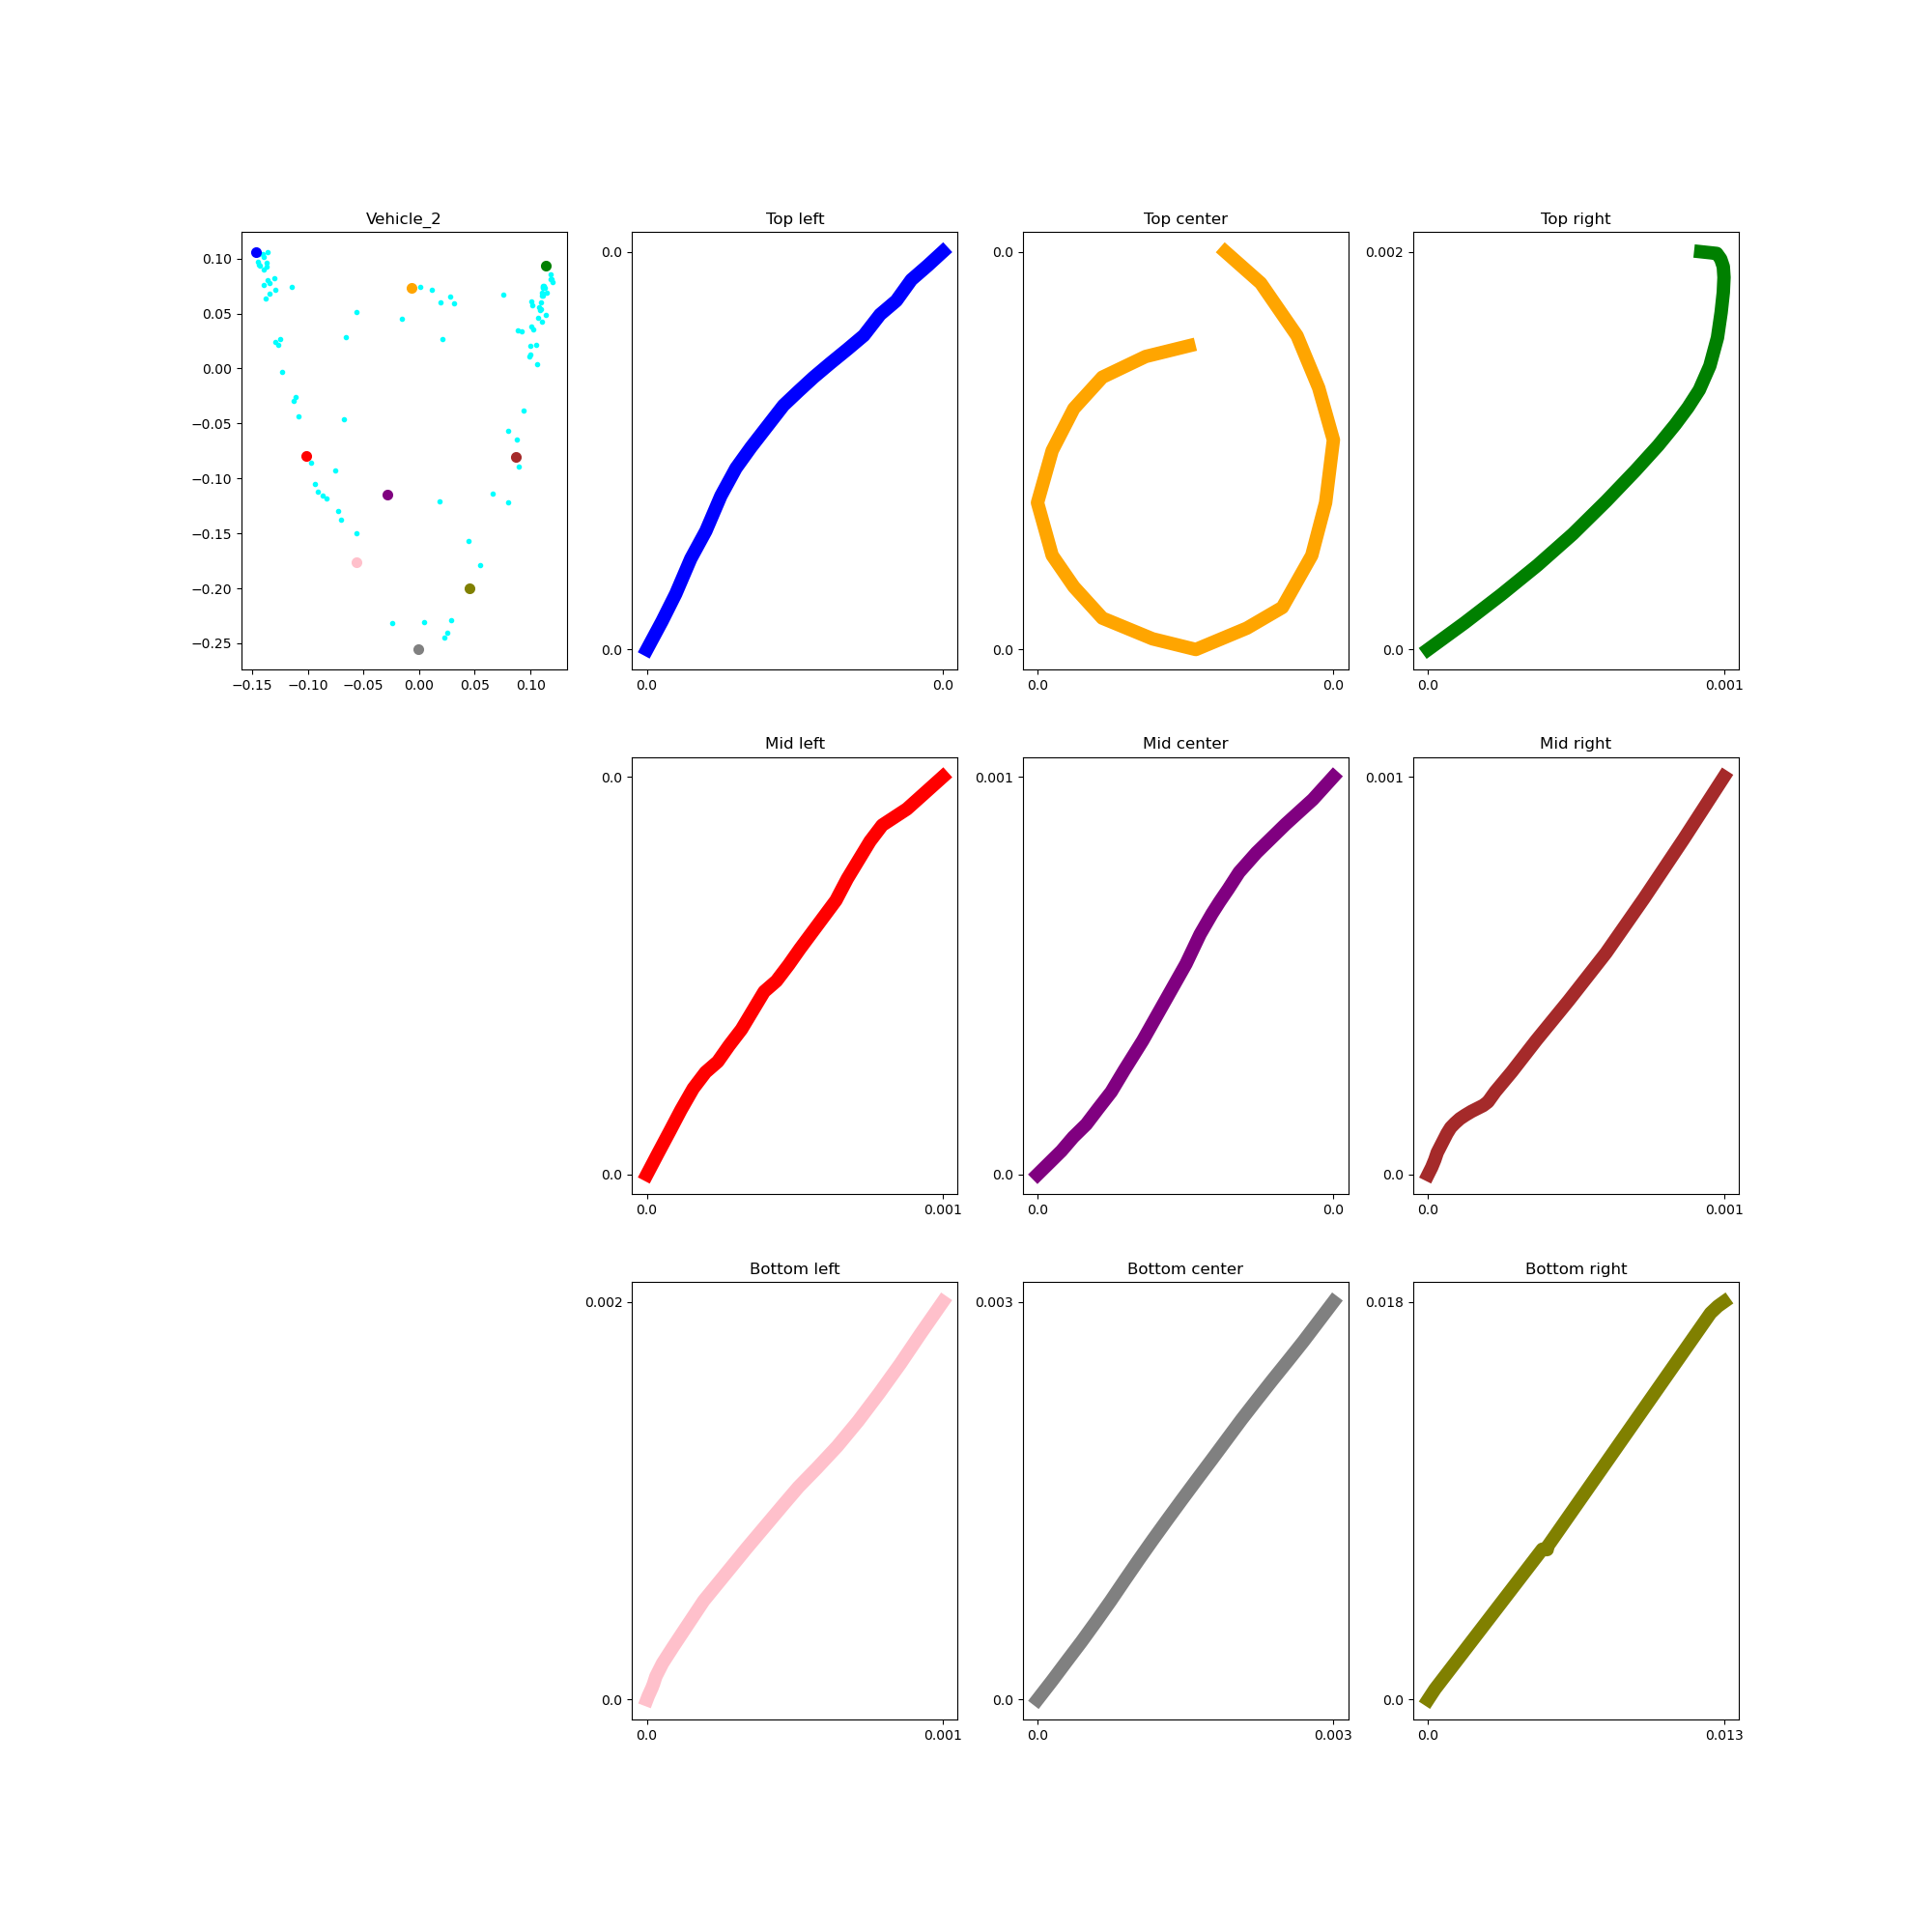 Vehicle_2 Top left Top center Top right
0.10 0.0 0.0 0.002
0.05
0.00
−0.05
−0.10
−0.15
−0.20
−0.25 0.0 0.0 0.0
−0.15 −0.10 −0.05 0.00 0.05 0.10 0.0 0.0 0.0 0.0 0.0 0.001
Mid left Mid center Mid right
0.0 0.001 0.001
0.0 0.0 0.0
0.0 0.001 0.0 0.0 0.0 0.001
Bottom left Bottom center Bottom right
0.002 0.003 0.018
0.0 0.0 0.0
0.0 0.001 0.0 0.003 0.0 0.013